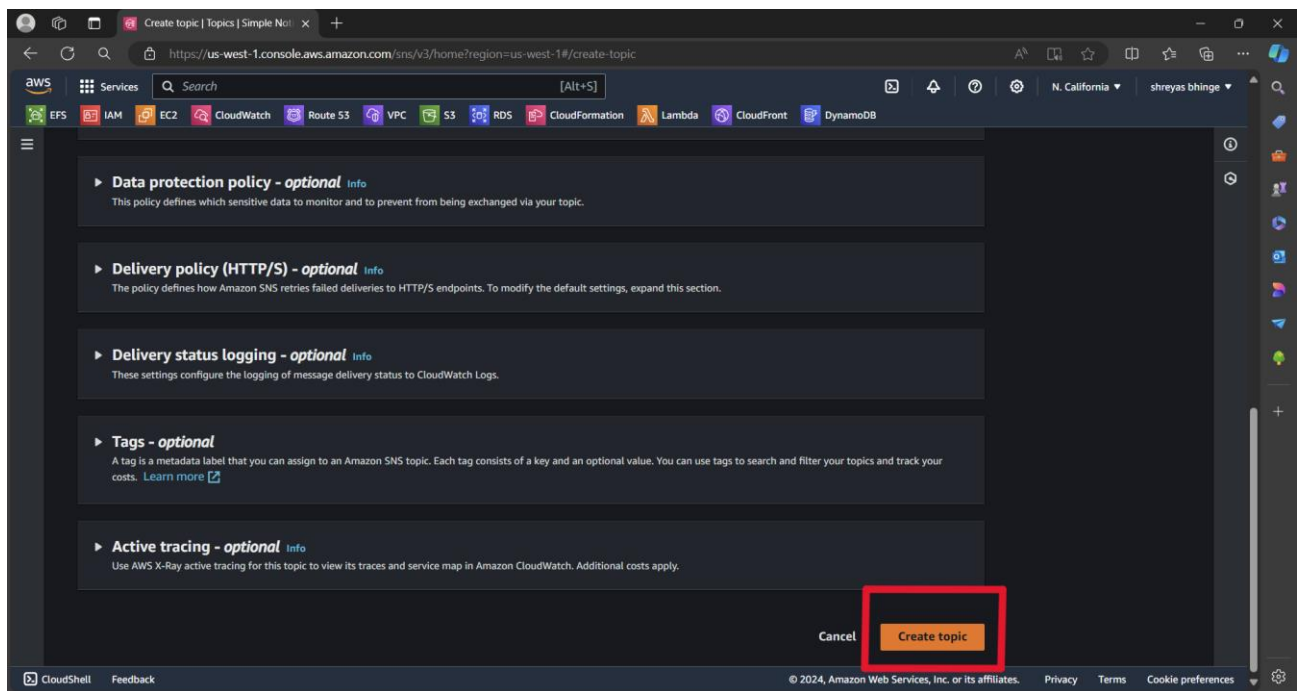 Create topic | Topics | Simple Not
https://us-west-1.console.aws.amazon.com/sns/v3/home?region=us-west-1#/create-topic
aws Services Search [Alt+S] N. California ▼ shreyas bhinge ▼
EFS IAM EC2 CloudWatch Route 53 VPC S3 RDS CloudFormation Lambda CloudFront DynamoDB
Data protection policy - optional Info
This policy defines which sensitive data to monitor and to prevent from being exchanged via your topic.
Delivery policy (HTTP/S) - optional Info
The policy defines how Amazon SNS retries failed deliveries to HTTP/S endpoints. To modify the default settings, expand this section.
Delivery status logging - optional Info
These settings configure the logging of message delivery status to CloudWatch Logs.
Tags - optional
A tag is a metadata label that you can assign to an Amazon SNS topic. Each tag consists of a key and an optional value. You can use tags to search and filter your topics and track your
costs. Learn more
Active tracing - optional Info
Use AWS X-Ray active tracing for this topic to view its traces and service map in Amazon CloudWatch. Additional costs apply.
Cancel Create topic
CloudShell Feedback © 2024, Amazon Web Services, Inc. or its affiliates. Privacy Terms Cookie preferences